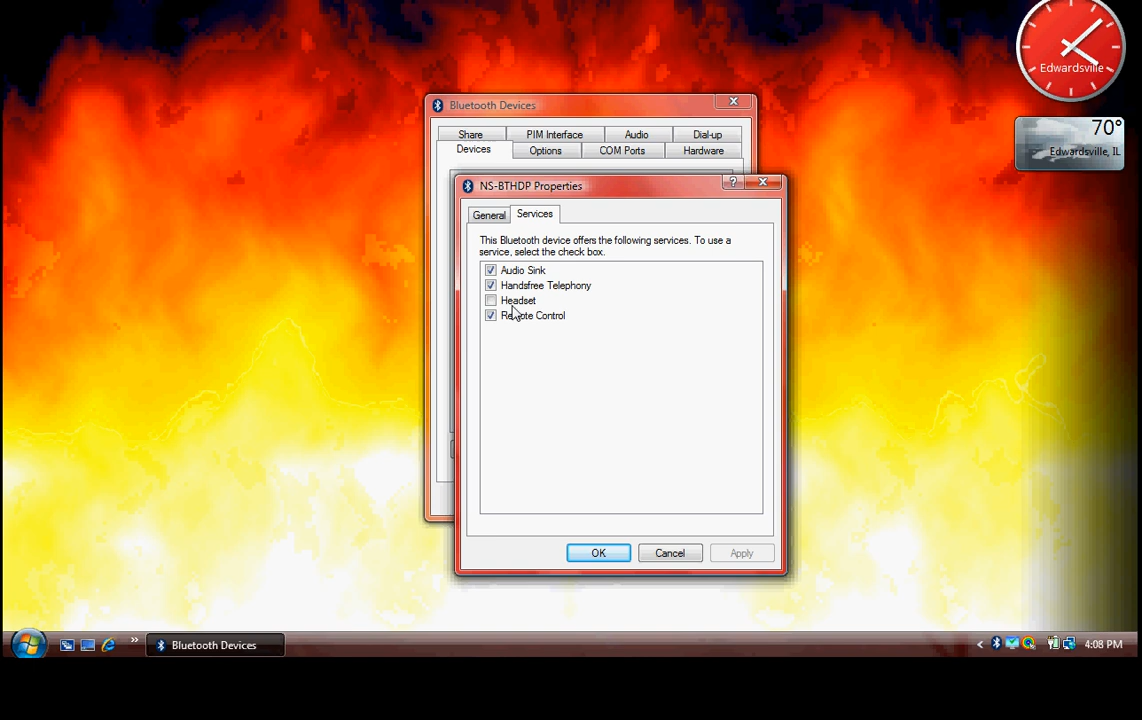 Edwardsville
70°
Edwardsville, IL
Bluetooth Devices
Share PIM Interface Audio Dial-up
Devices Options COM Ports Hardware
NS-BTHDP Properties
General Services
This Bluetooth device offers the following services. To use a
service, select the check box.
Audio Sink
Handsfree Telephony
Headset
Remote Control
OK Cancel Apply
Bluetooth Devices
4:08 PM